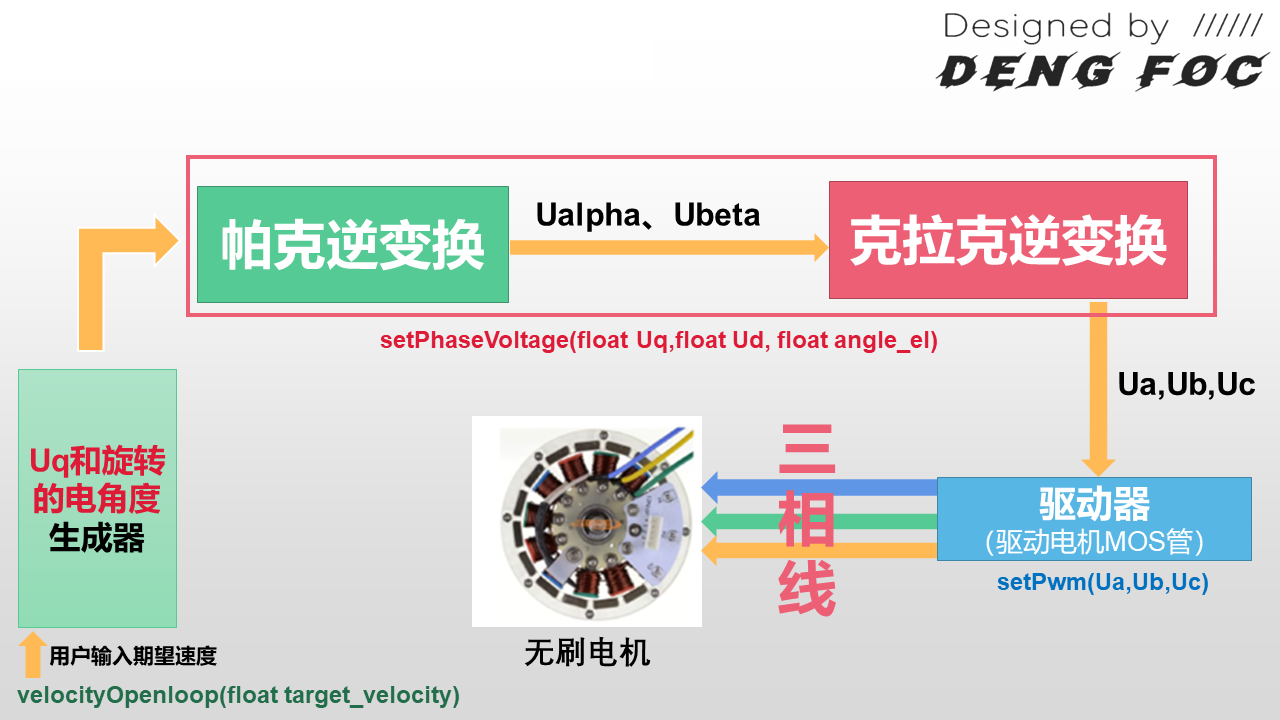 Designed by //////
DENG FOC
帕克逆变换
Ualpha、Ubeta
克拉克逆变换
setPhaseVoltage(float Uq,float Ud, float angle_el)
Ua,Ub,Uc
Uq和旋转
的电角度
生成器
三
相
线
驱动器
（驱动电机MOS管）
setPwm(Ua,Ub,Uc)
无刷电机
用户输入期望速度
velocityOpenloop(float target_velocity)